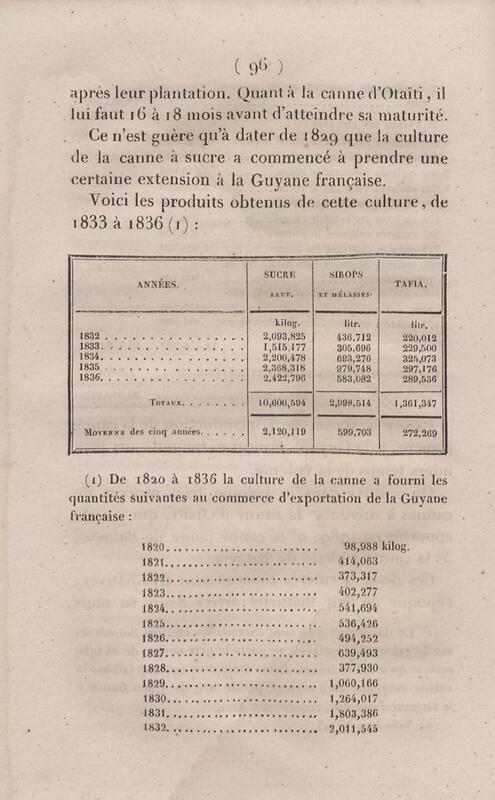 ( 96 )
après leur plantation. Quant à la canne d'Otaïti, il
lui faut 16 à 18 mois avant d'atteindre sa maturité.
Ce n'est guère qu'à dater de 1829 que la culture
de la canne à sucre a commencé à prendre une
certaine extension à la Guyane française.
Voici les produits obtenus de cette culture, de
1833 à 1836 (1) :
ANNÉES. SUCRE BRUT. SIROPS ET MÉLASSES. TAFIA.
kilog. litr. litr.
1832 . . . . . . . . . . . . . . . 2,093,825 436,712 220,012
1833. . . . . . . . . . . . . . . 1,515,177 305,696 229,500
1834. . . . . . . . . . . . . . . 2,200,478 693,276 325,073
1835 . . . . . . . . . . . . . . . 2,368,318 979,748 297,176
1836. . . . . . . . . . . . . . . 2,422,796 583,082 289,536
TOTAUX. . . . . . . . 10,600,594 2,998,514 1,361,347
MOYENNE des cinq années. . . . . . 2,120,119 599,703 272,269
(1) De 1820 à 1836 la culture de la canne a fourni les
quantités suivantes au commerce d'exportation de la Guyane
française :
1820........................ 98,988 kilog.
1821........................ 414,063
1822........................ 373,317
1823........................ 402,277
1824........................ 541,694
1825........................ 536,426
1826........................ 494,252
1827........................ 639,493
1828........................ 377,930
1829........................ 1,060,166
1830........................ 1,264,017
1831........................ 1,803,386
1832........................ 2,011,545